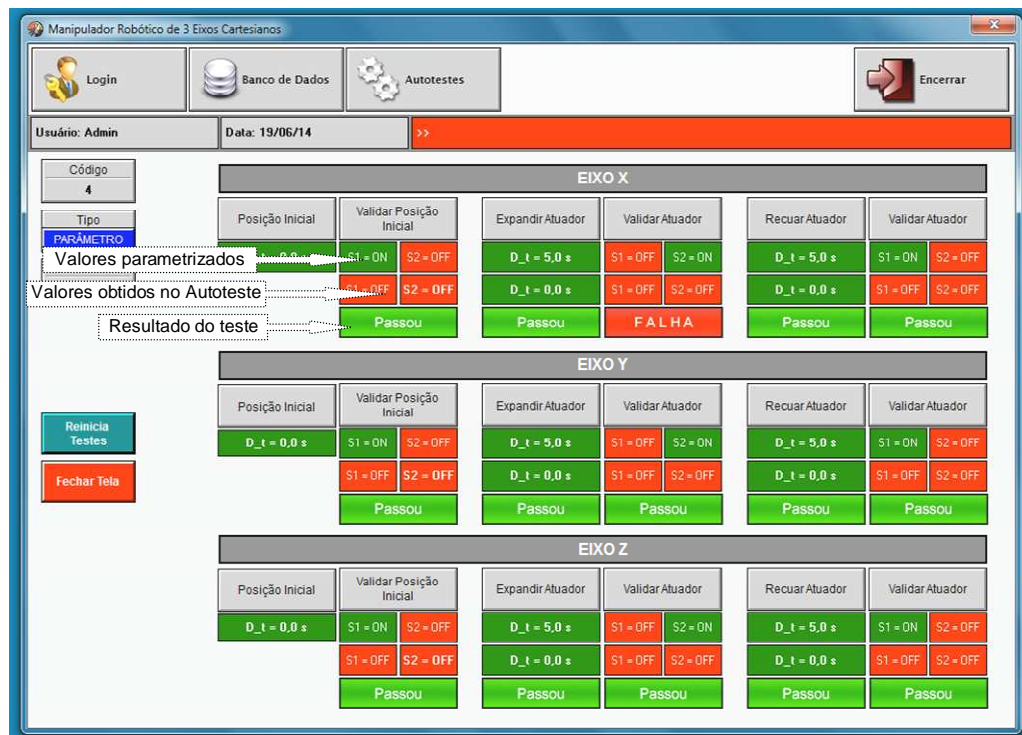 Manipulador Robótico de 3 Eixos Cartesianos
Login
Banco de Dados
Autotestes
Encerrar
Usuário: Admin
Data: 19/06/14
>>
Código
4
Tipo
PARÂMETRO
Valores parametrizados
Valores obtidos no Autoteste
Resultado do teste
Reinicia
Testes
Fechar Tela
EIXO X
Posição Inicial
Validar Posição
Inicial
Expandir Atuador
Validar Atuador
Recuar Atuador
Validar Atuador
S1 = ON
S2 = OFF
D_t = 5,0 s
S1 = OFF
S2 = ON
D_t = 5,0 s
S1 = ON
S2 = OFF
S1 = OFF
S2 = OFF
D_t = 0,0 s
S1 = OFF
S2 = OFF
D_t = 0,0 s
S1 = OFF
S2 = OFF
Passou
Passou
FALHA
Passou
Passou
EIXO Y
Posição Inicial
Validar Posição
Inicial
Expandir Atuador
Validar Atuador
Recuar Atuador
Validar Atuador
D_t = 0,0 s
S1 = ON
S2 = OFF
D_t = 5,0 s
S1 = OFF
S2 = ON
D_t = 5,0 s
S1 = ON
S2 = OFF
S1 = OFF
S2 = OFF
D_t = 0,0 s
S1 = OFF
S2 = OFF
D_t = 0,0 s
S1 = OFF
S2 = OFF
Passou
Passou
Passou
Passou
Passou
EIXO Z
Posição Inicial
Validar Posição
Inicial
Expandir Atuador
Validar Atuador
Recuar Atuador
Validar Atuador
D_t = 0,0 s
S1 = ON
S2 = OFF
D_t = 5,0 s
S1 = OFF
S2 = ON
D_t = 5,0 s
S1 = ON
S2 = OFF
S1 = OFF
S2 = OFF
D_t = 0,0 s
S1 = OFF
S2 = OFF
D_t = 0,0 s
S1 = OFF
S2 = OFF
Passou
Passou
Passou
Passou
Passou